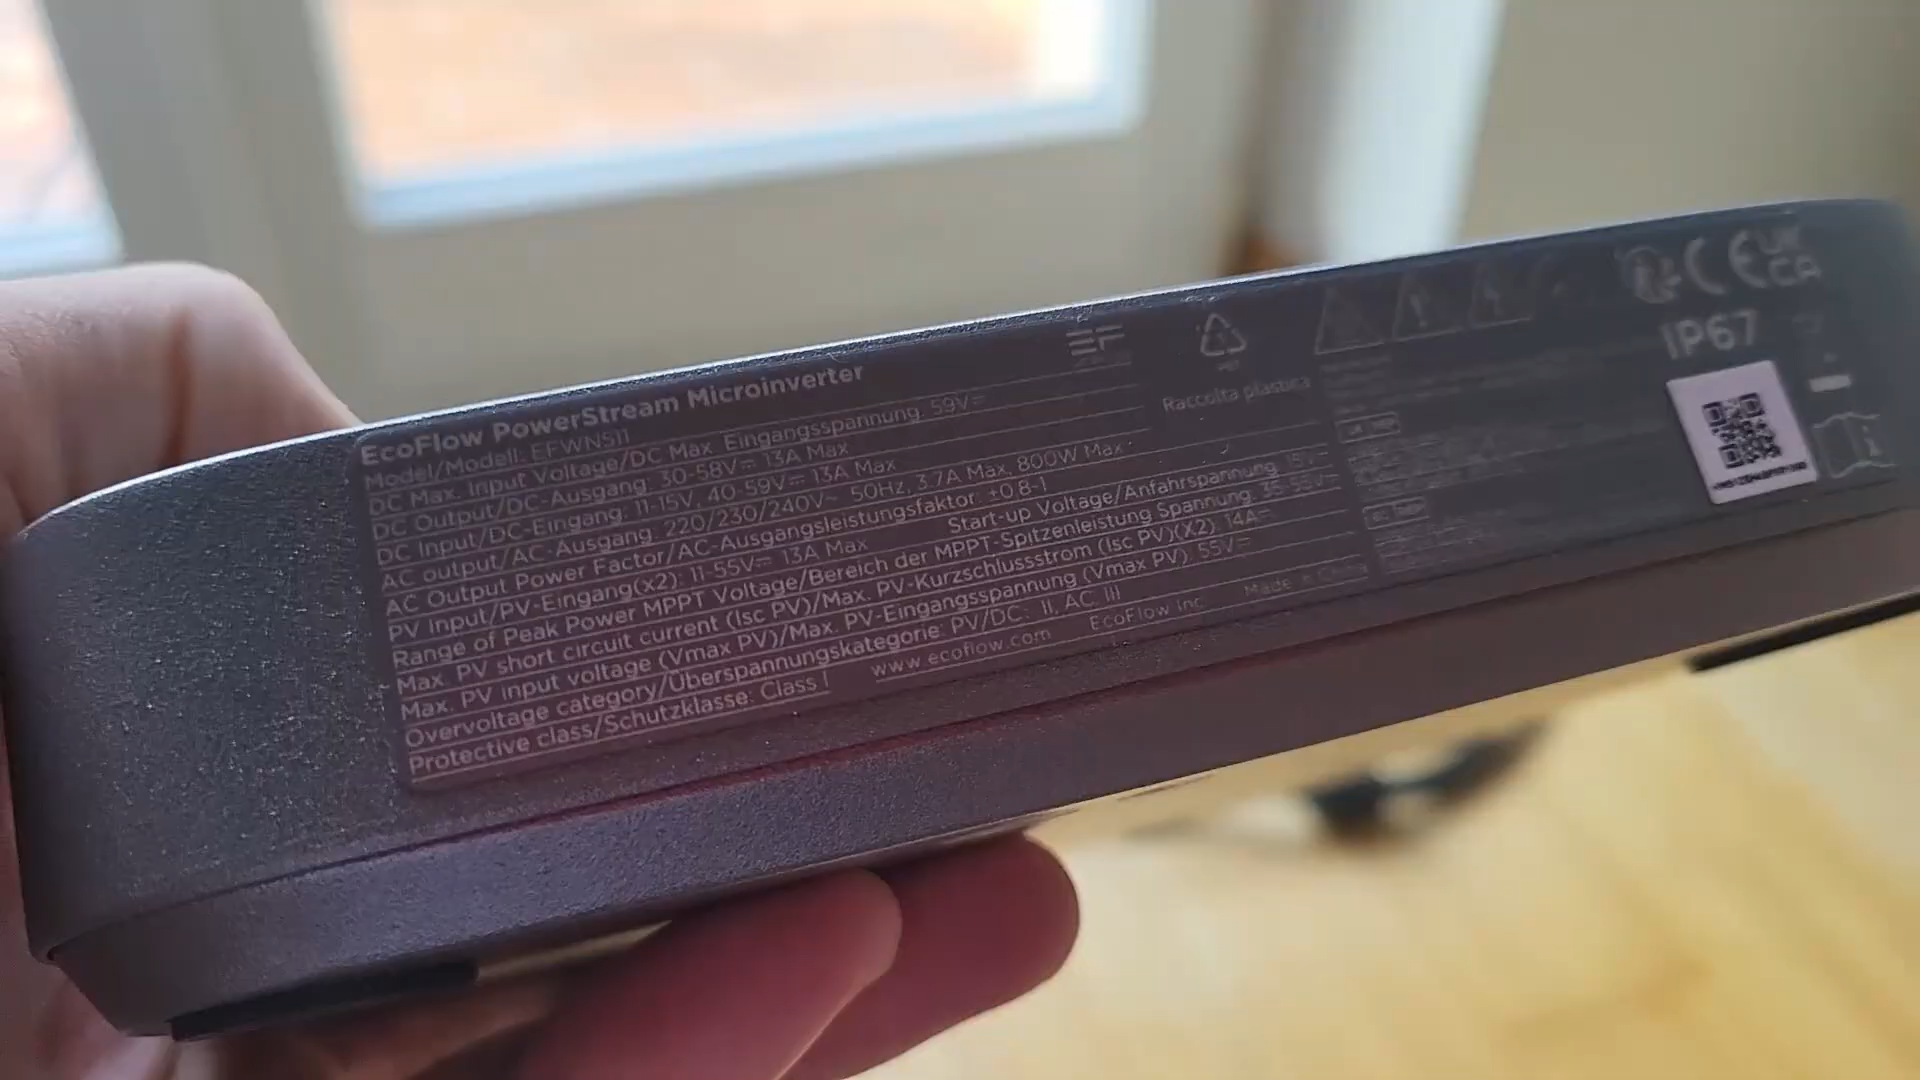 EcoFlow PowerStream Microinverter
Model/Modell: EFWN511
DC Max. Input Voltage/DC Max. Eingangsspannung: 59V⎓
DC Output/DC-Ausgang: 30-58V⎓ 13A Max
DC Input/DC-Eingang: 11-15V, 40-59V⎓ 13A Max
AC output/AC-Ausgang: 220/230/240V~ 50Hz, 3.7A Max, 800W Max
AC Output Power Factor/AC-Ausgangsleistungsfaktor: ±0.8-1
PV Input/PV-Eingang(x2): 11-55V⎓ 13A Max
Start-up Voltage/Anfahrspannung: 15V⎓
Range of Peak Power MPPT Voltage/Bereich der MPPT-Spitzenleistung Spannung: 35-55V⎓
Max. PV short circuit current (Isc PV)/Max. PV-Kurzschlussstrom (Isc PV)(X2): 14A⎓
Max. PV input voltage (Vmax PV)/Max. PV-Eingangsspannung (Vmax PV): 55V⎓
Overvoltage category/Überspannungskategorie: PV/DC: II, AC III
Protective class/Schutzklasse: Class I
www.ecoflow.com
EcoFlow Inc.
Made in China
EF
Raccolta plastica
CE
UK
CA
IP67